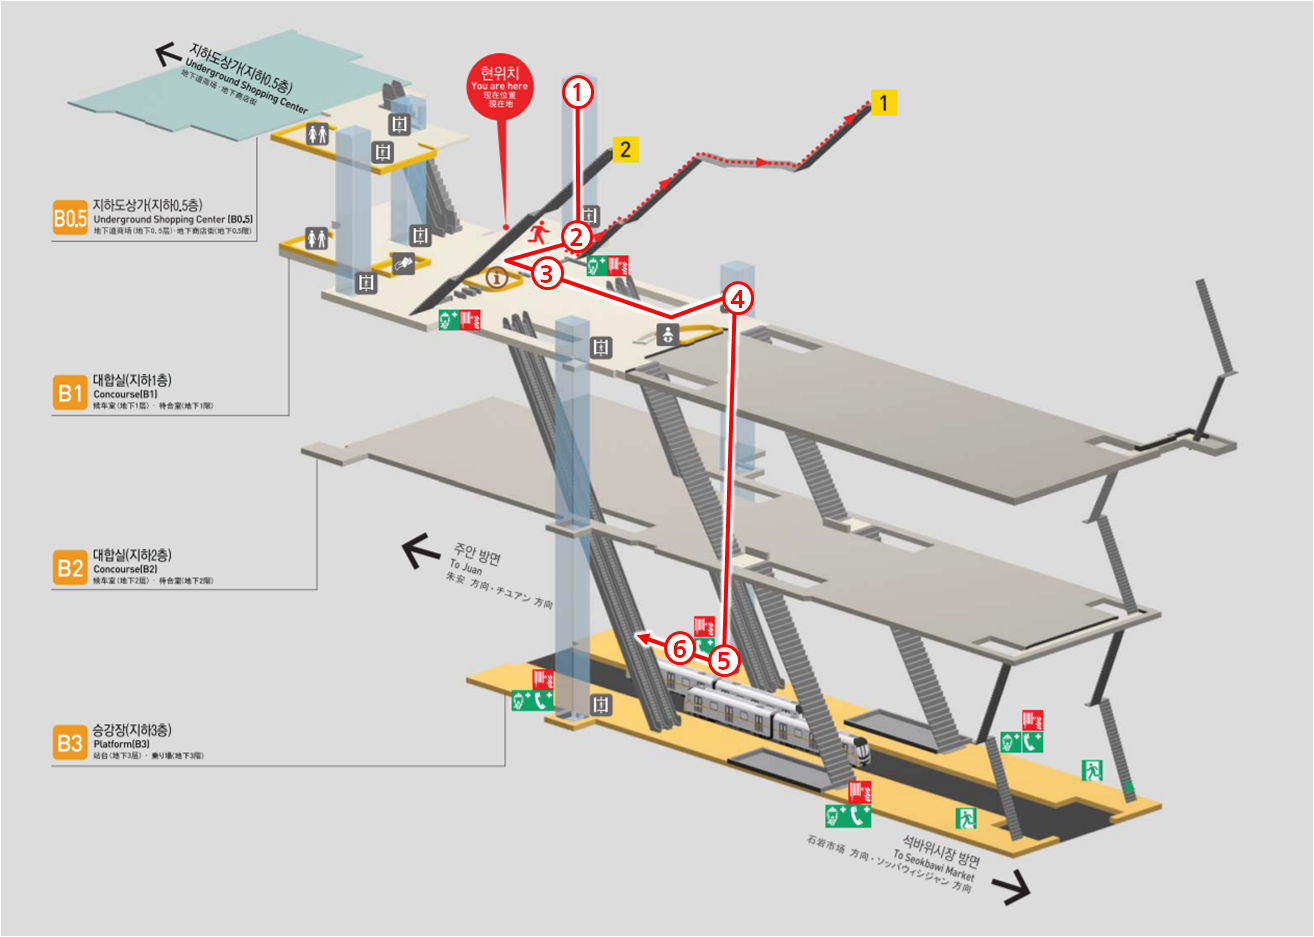 지하도상가(지하0.5층)
Underground Shopping Center
地下道商场 · 地下商店街
현위치
You are here
现在位置
現在地
1
2
1
2
3
4
5
6
i
B0.5
지하도상가(지하0.5층)
Underground Shopping Center (B0.5)
地下道商场(地下0.5层) · 地下商店街(地下0.5階)
B1
대합실(지하1층)
Concourse(B1)
候车室(地下1层) · 待合室(地下1階)
B2
대합실(지하2층)
Concourse(B2)
候车室(地下2层) · 待合室(地下2階)
주안 방면
To Juan
朱安 方向 · チュアン 方向
B3
승강장(지하3층)
Platform(B3)
站台(地下3层) · 乗り場(地下3階)
석바위시장 방면
To Seokbawi Market
石岩市场 方向 · ソッパウィシジャン 方向